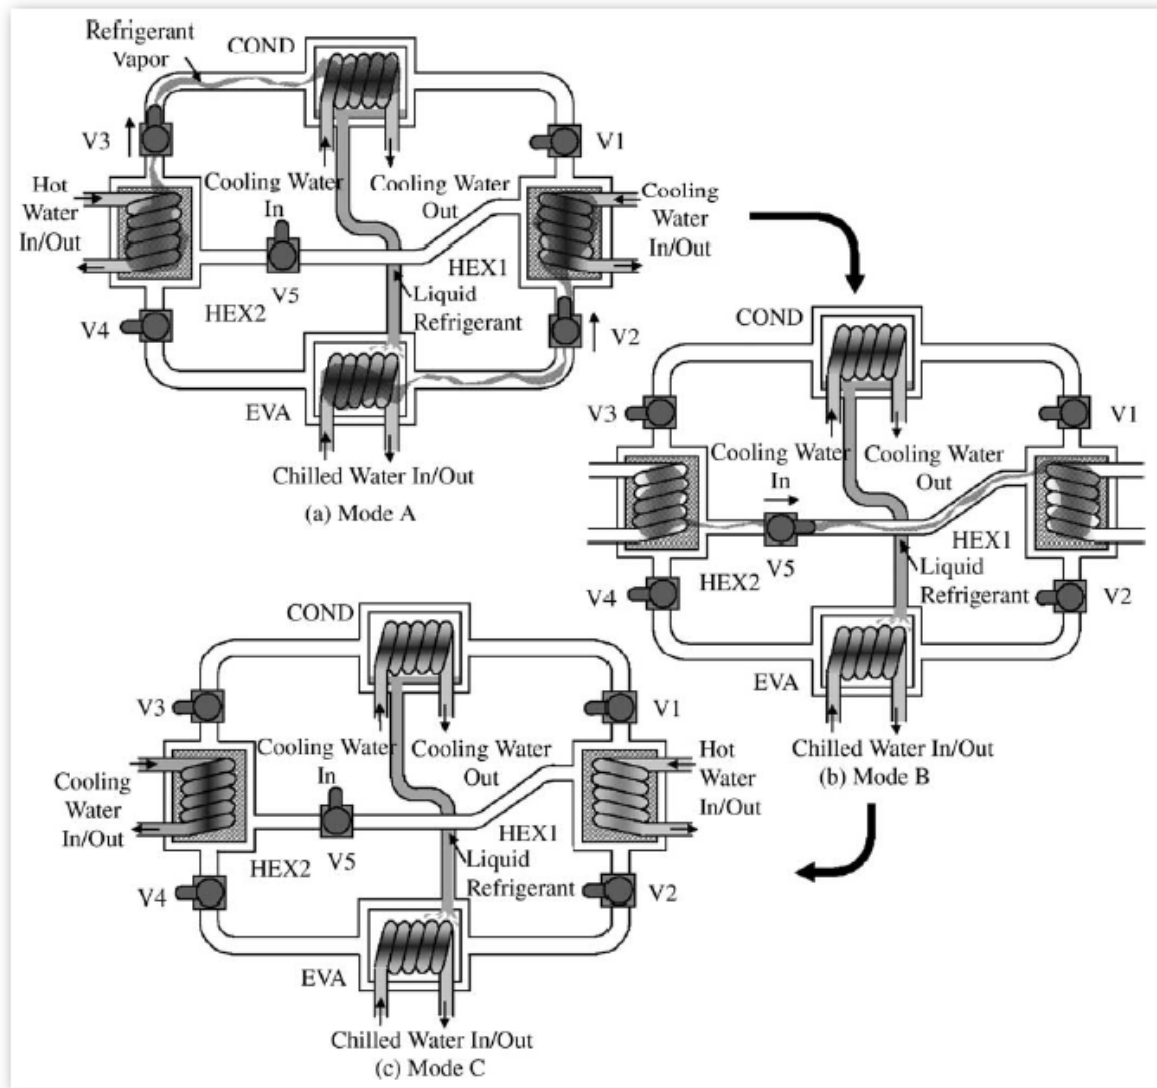 Refrigerant
Vapor
COND
V3
V1
Hot
Water
In/Out
Cooling Water
In
Cooling Water
Out
Cooling
Water
In/Out
V5
HEX1
HEX2
Liquid
Refrigerant
V4
V2
EVA
Chilled Water In/Out
(a) Mode A
COND
V3
V1
Cooling Water
In
Cooling Water
Out
V5
HEX1
HEX2
Liquid
Refrigerant
V4
V2
EVA
Chilled Water In/Out
(b) Mode B
COND
V3
V1
Cooling Water
In
Cooling Water
Out
Hot
Water
In/Out
Cooling
Water
In/Out
V5
HEX1
HEX2
Liquid
Refrigerant
V4
V2
EVA
Chilled Water In/Out
(c) Mode C